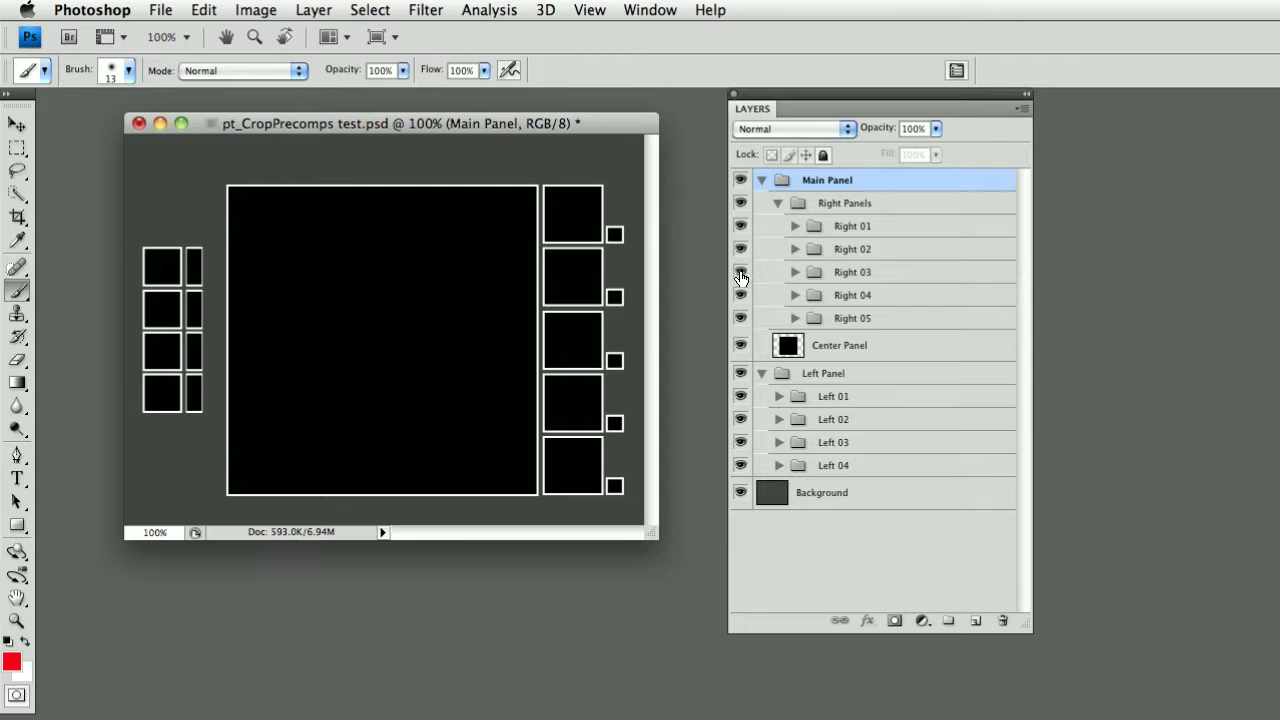 Photoshop File Edit Image Layer Select Filter Analysis 3D View Window Help
Ps Br 100%
Brush: 13 Mode: Normal Opacity: 100% Flow: 100%
pt_CropPrecomps test.psd @ 100% (Main Panel, RGB/8) *
100% Doc: 593.0K/6.94M
LAYERS
Normal Opacity: 100%
Lock: Fill: 100%
Main Panel
Right Panels
Right 01
Right 02
Right 03
Right 04
Right 05
Center Panel
Left Panel
Left 01
Left 02
Left 03
Left 04
Background